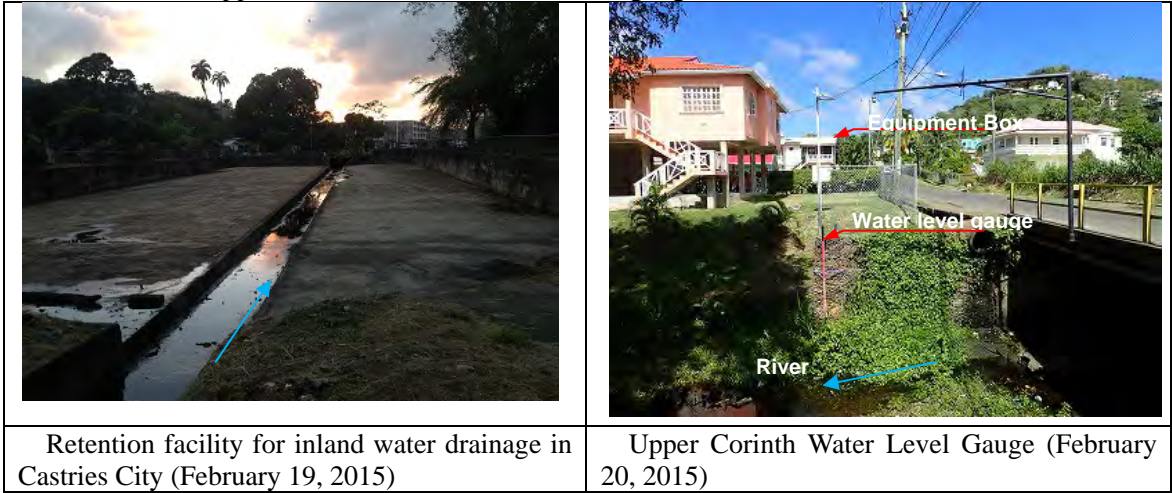 Equipment Box
Water level gauge
River
Retention facility for inland water drainage in
Castries City (February 19, 2015)
Upper Corinth Water Level Gauge (February
20, 2015)